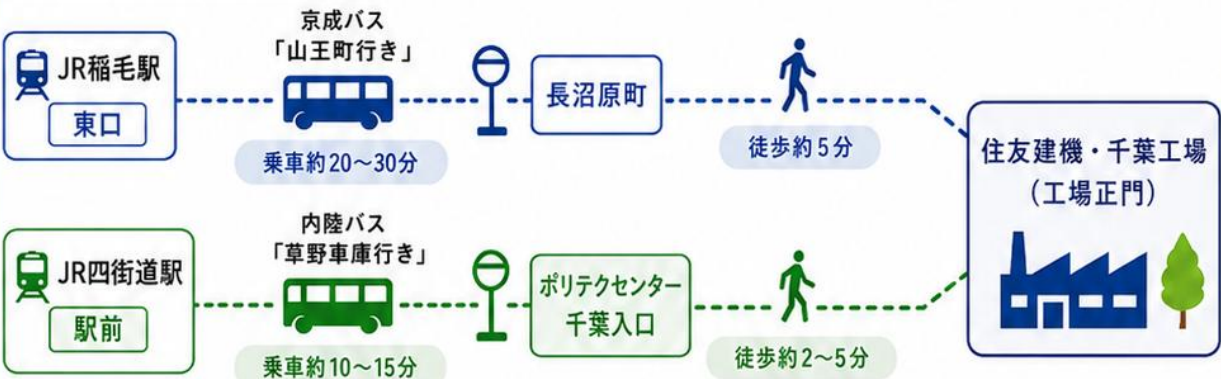 JR稲毛駅
東口
京成バス
「山王町行き」
乗車約20～30分
長沼原町
徒歩約5分
JR四街道駅
駅前
内陸バス
「草野車庫行き」
乗車約10～15分
ポリテクセンター
千葉入口
徒歩約2～5分
住友建機・千葉工場
（工場正門）